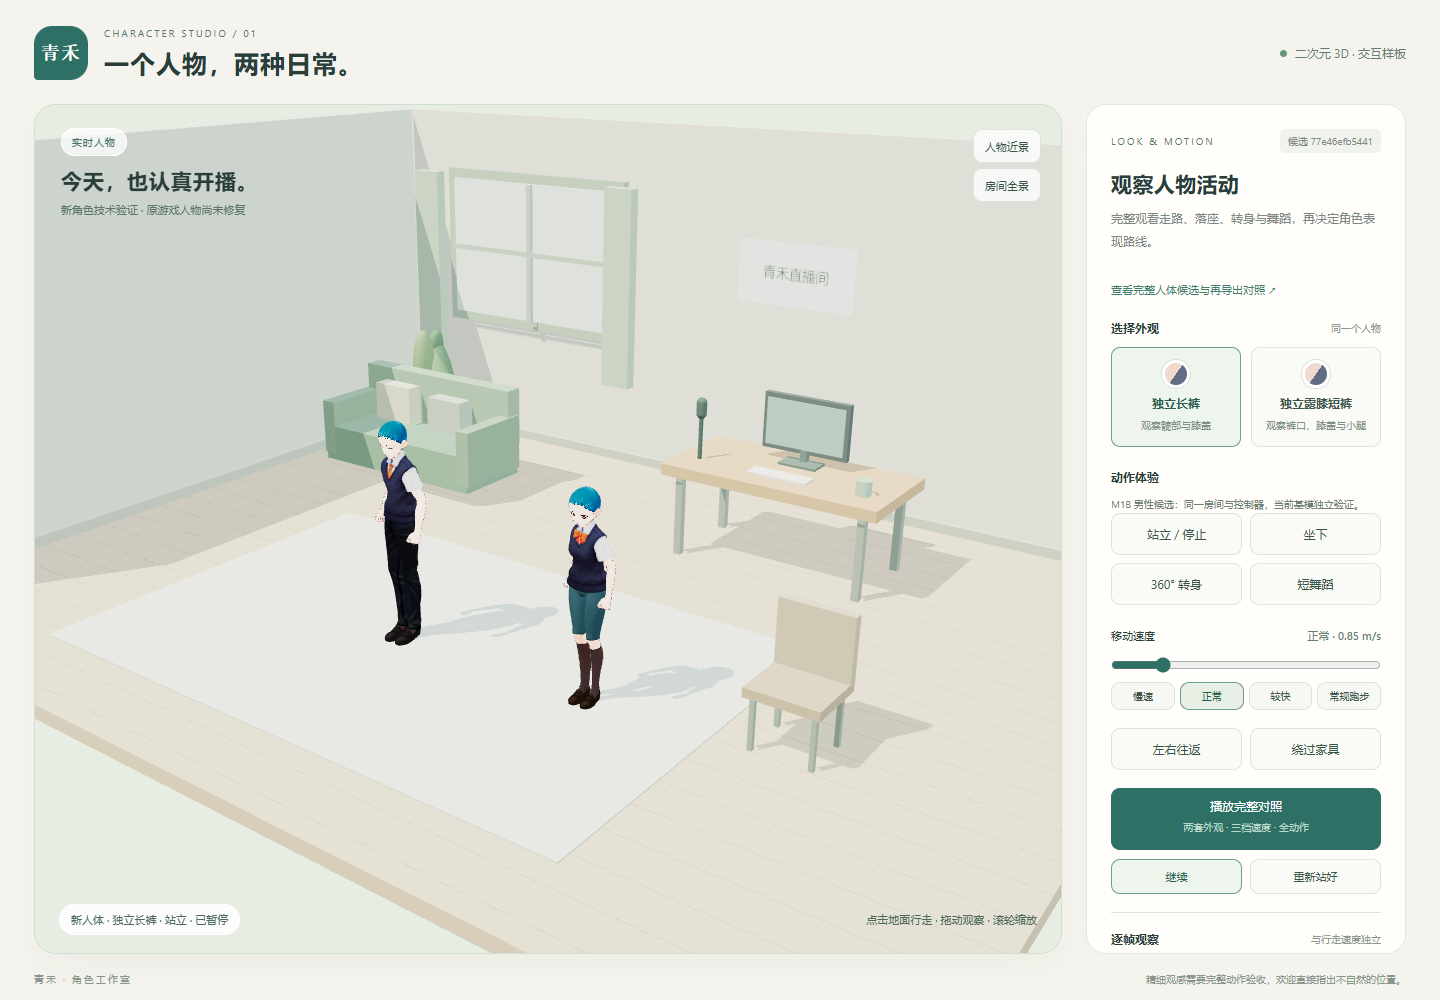 青禾
CHARACTER STUDIO / 01
一个人物，两种日常。
二次元 3D · 交互样板
实时人物
今天，也认真开播。
新角色技术验证 · 原游戏人物尚未修复
人物近景
房间全景
青禾直播间
新人体 · 独立长裤 · 站立 · 已暂停
点击地面行走 · 拖动观察 · 滚轮缩放
LOOK & MOTION
候选 77e46efb5441
观察人物活动
完整观看走路、落座、转身与舞蹈，再决定角色表
现路线。
查看完整人体候选与再导出对照 ↗
选择外观
同一个人物
独立长裤
观察髋部与膝盖
独立露膝短裤
观察裤口、膝盖与小腿
动作体验
M1B 男性候选：同一房间与控制器，当前基模独立验证。
站立 / 停止
坐下
360° 转身
短舞蹈
移动速度
正常 · 0.85 m/s
慢速
正常
较快
常规跑步
左右往返
绕过家具
播放完整对照
两套外观 · 三档速度 · 全动作
继续
重新站好
逐帧观察
与行走速度独立
青禾 · 角色工作室
精细观感需要完整动作验收，欢迎直接指出不自然的位置。